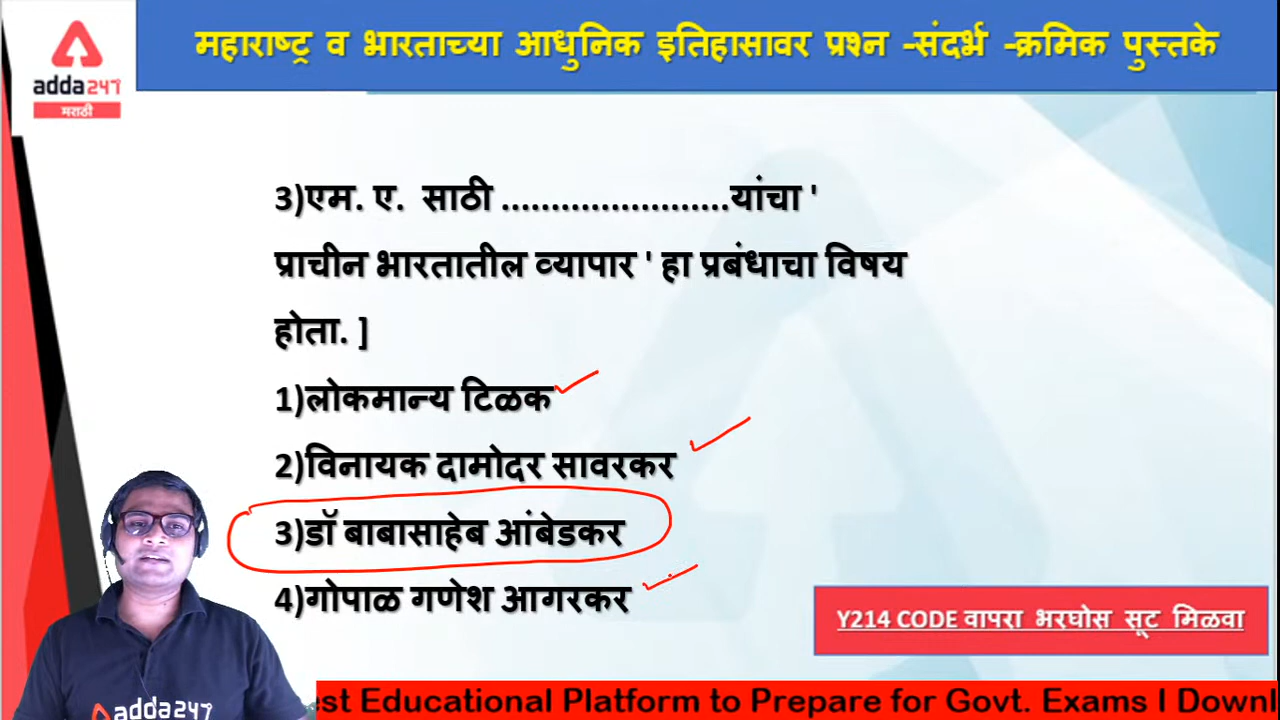 महाराष्ट्र व भारताच्या आधुनिक इतिहासावर प्रश्न -संदर्भ -क्रमिक पुस्तके
adda247
मराठी
3)एम. ए. साठी .......................यांचा '
प्राचीन भारतातील व्यापार ' हा प्रबंधाचा विषय
होता. ]
1)लोकमान्य टिळक
2)विनायक दामोदर सावरकर
3)डॉ बाबासाहेब आंबेडकर
4)गोपाळ गणेश आगरकर
Y214 CODE वापरा भरघोस सूट मिळवा
adda247
Educational Platform to Prepare for Govt. Exams I